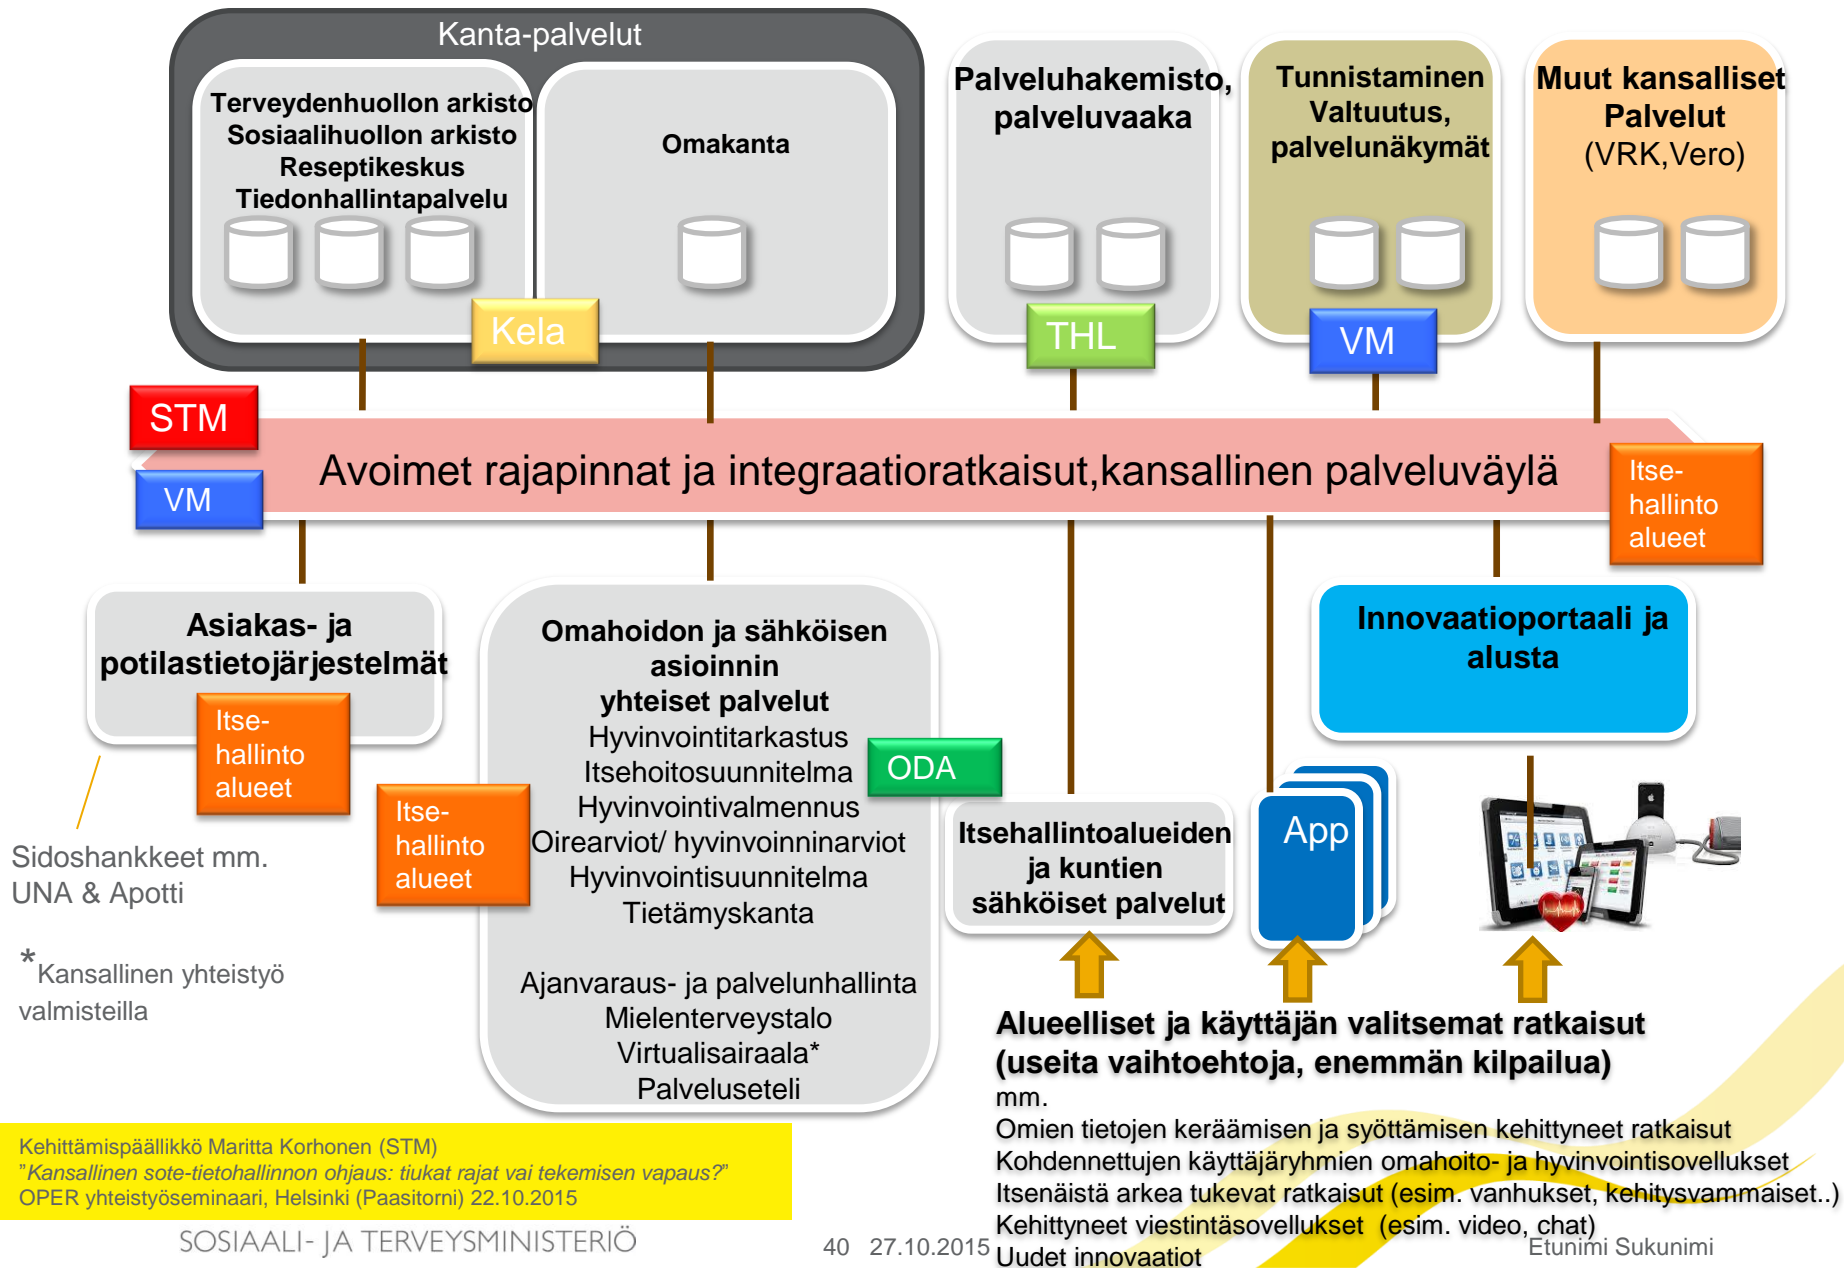 Kanta-palvelut
Terveydenhuollon arkisto
Sosiaalihuollon arkisto
Reseptikeskus
Tiedonhallintapalvelu
Omakanta
Kela
Palveluhakemisto,
palveluvaaka
THL
Tunnistaminen
Valtuutus,
palvelunäkymät
VM
Muut kansalliset
Palvelut
(VRK,Vero)
STM
VM
Avoimet rajapinnat ja integraatioratkaisut,kansallinen palveluväylä
Itse-
hallinto
alueet
Asiakas- ja
potilastietojärjestelmät
Itse-
hallinto
alueet
Sidoshankkeet mm.
UNA & Apotti
*Kansallinen yhteistyö
valmisteilla
Omahoidon ja sähköisen
asioinnin
yhteiset palvelut
Hyvinvointitarkastus
Itsehoitosuunnitelma
Hyvinvointivalmennus
Oirearviot/ hyvinvoinninarviot
Hyvinvointisuunnitelma
Tietämyskanta
Ajanvaraus- ja palvelunhallinta
Mielenterveystalo
Virtualisairaala*
Palveluseteli
Itse-
hallinto
alueet
ODA
Itsehallintoalueiden
ja kuntien
sähköiset palvelut
App
Innovaatioportaali ja
alusta
Alueelliset ja käyttäjän valitsemat ratkaisut
(useita vaihtoehtoja, enemmän kilpailua)
mm.
Omien tietojen keräämisen ja syöttämisen kehittyneet ratkaisut
Kohdennettujen käyttäjäryhmien omahoito- ja hyvinvointisovellukset
Itsenäistä arkea tukevat ratkaisut (esim. vanhukset, kehitysvammaiset..)
Kehittyneet viestintäsovellukset (esim. video, chat)
Uudet innovaatiot
Kehittämispäällikkö Maritta Korhonen (STM)
"Kansallinen sote-tietohallinnon ohjaus: tiukat rajat vai tekemisen vapaus?"
OPER yhteistyöseminaari, Helsinki (Paasitorni) 22.10.2015
SOSIAALI- JA TERVEYSMINISTERIÖ
40 27.10.2015
Etunimi Sukunimi